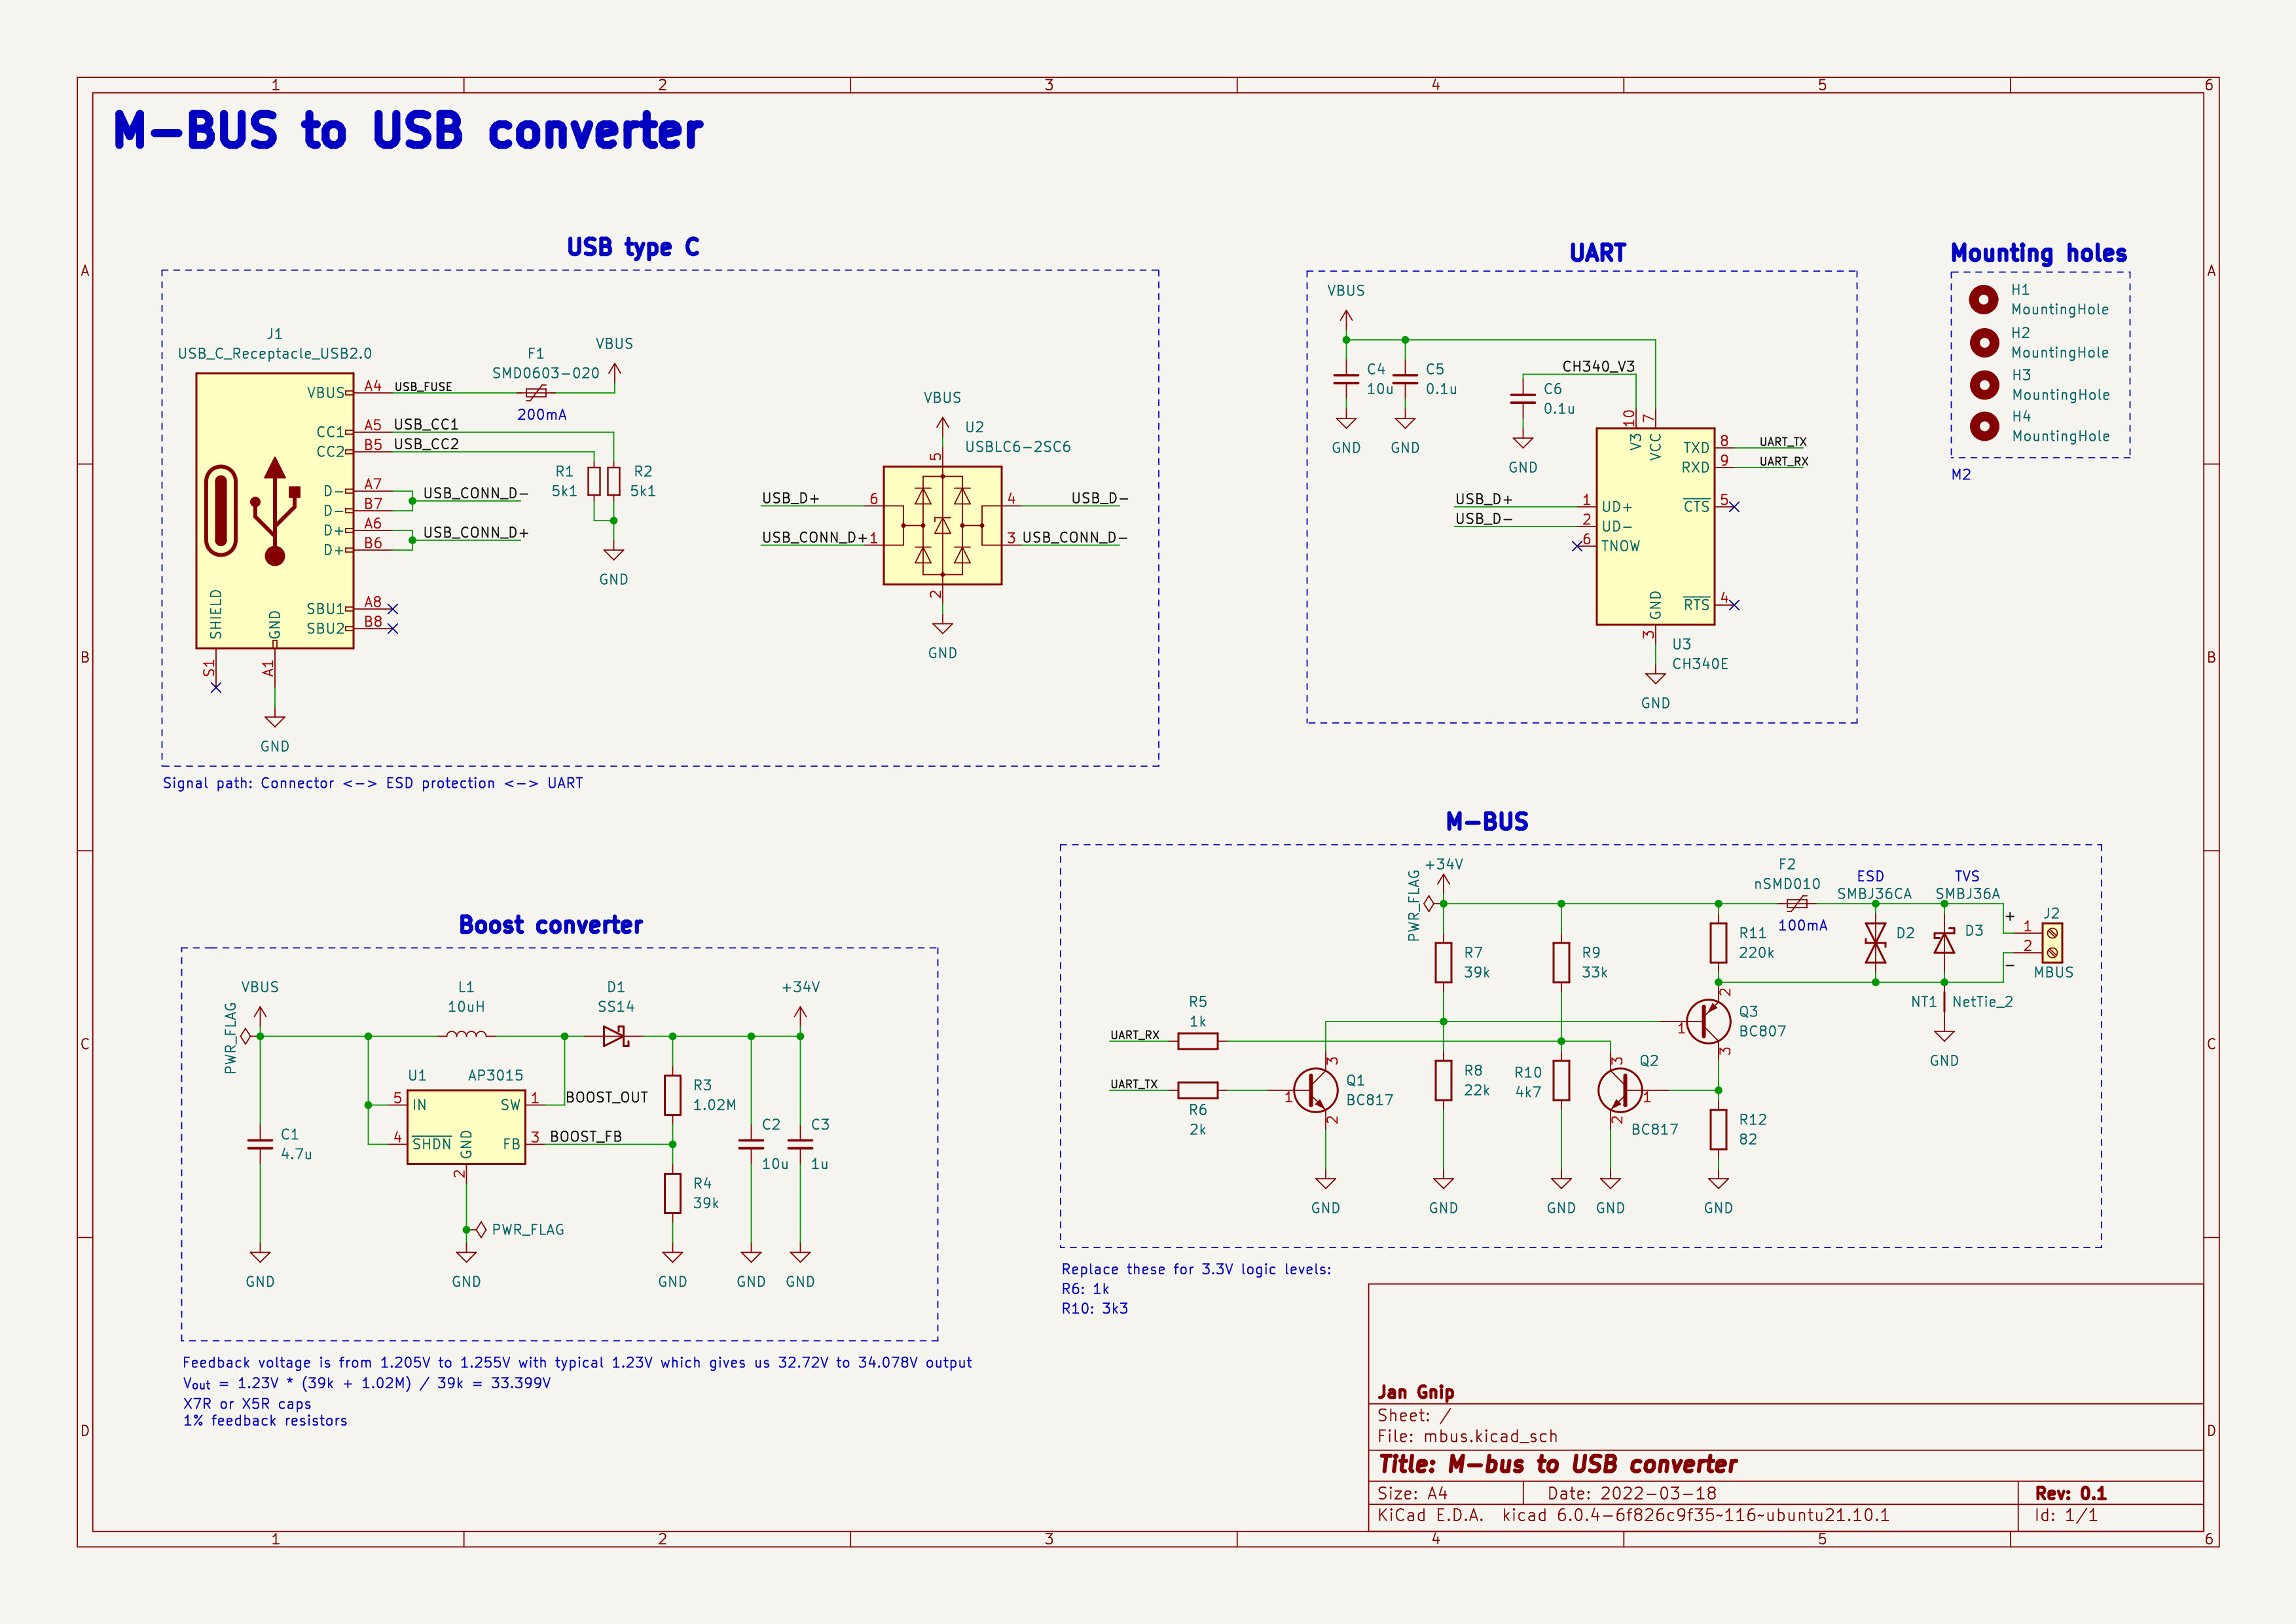 1 2 3 4 5 6
M-BUS to USB converter
USB type C
J1
USB_C_Receptacle_USB2.0
VBUS A4 USB_FUSE
F1
SMD0603-020
200mA
VBUS
CC1 A5 USB_CC1
CC2 B5 USB_CC2
R1
5k1
R2
5k1
GND
D- A7 USB_CONN_D-
D- B7
D+ A6 USB_CONN_D+
D+ B6
SBU1 A8
SBU2 B8
SHIELD
GND
S1
A1
GND
VBUS
U2
USBLC6-2SC6
5
USB_D+ 6
4 USB_D-
USB_CONN_D+ 1
3 USB_CONN_D-
2
GND
Signal path: Connector <-> ESD protection <-> UART
UART
VBUS
C4
10u
GND
C5
0.1u
GND
CH340_V3
C6
0.1u
GND
10
7
V3
VCC
TXD 8 UART_TX
RXD 9 UART_RX
USB_D+ 1 UD+
USB_D- 2 UD-
6 TNOW
CTS 5
RTS 4
GND
3
U3
CH340E
GND
Mounting holes
H1
MountingHole
H2
MountingHole
H3
MountingHole
H4
MountingHole
M2
A A
B B
C C
D D
Boost converter
VBUS
PWR_FLAG
L1
10uH
D1
SS14
+34V
U1
AP3015
5 IN
SW 1
BOOST_OUT
4 SHDN
GND
FB 3
BOOST_FB
2
PWR_FLAG
C1
4.7u
R3
1.02M
R4
39k
C2
10u
C3
1u
GND GND GND GND GND
Feedback voltage is from 1.205V to 1.255V with typical 1.23V which gives us 32.72V to 34.078V output
Vout = 1.23V * (39k + 1.02M) / 39k = 33.399V
X7R or X5R caps
1% feedback resistors
M-BUS
+34V
PWR_FLAG
F2
nSMD010
100mA
ESD
SMBJ36CA
D2
TVS
SMBJ36A
D3
J2
+
1
2
-
MBUS
R7
39k
R9
33k
R11
220k
NT1 NetTie_2
GND
2
Q3
BC807
1
3
UART_RX
R5
1k
UART_TX
R6
2k
3
Q1
BC817
1
2
R8
22k
R10
4k7
3
Q2
1
2
BC817
R12
82
GND GND GND GND GND
Replace these for 3.3V logic levels:
R6: 1k
R10: 3k3
Jan Gnip
Sheet: /
File: mbus.kicad_sch
Title: M-bus to USB converter
Size: A4 Date: 2022-03-18 Rev: 0.1
KiCad E.D.A. kicad 6.0.4-6f826c9f35~116~ubuntu21.10.1 Id: 1/1
1 2 3 4 5 6